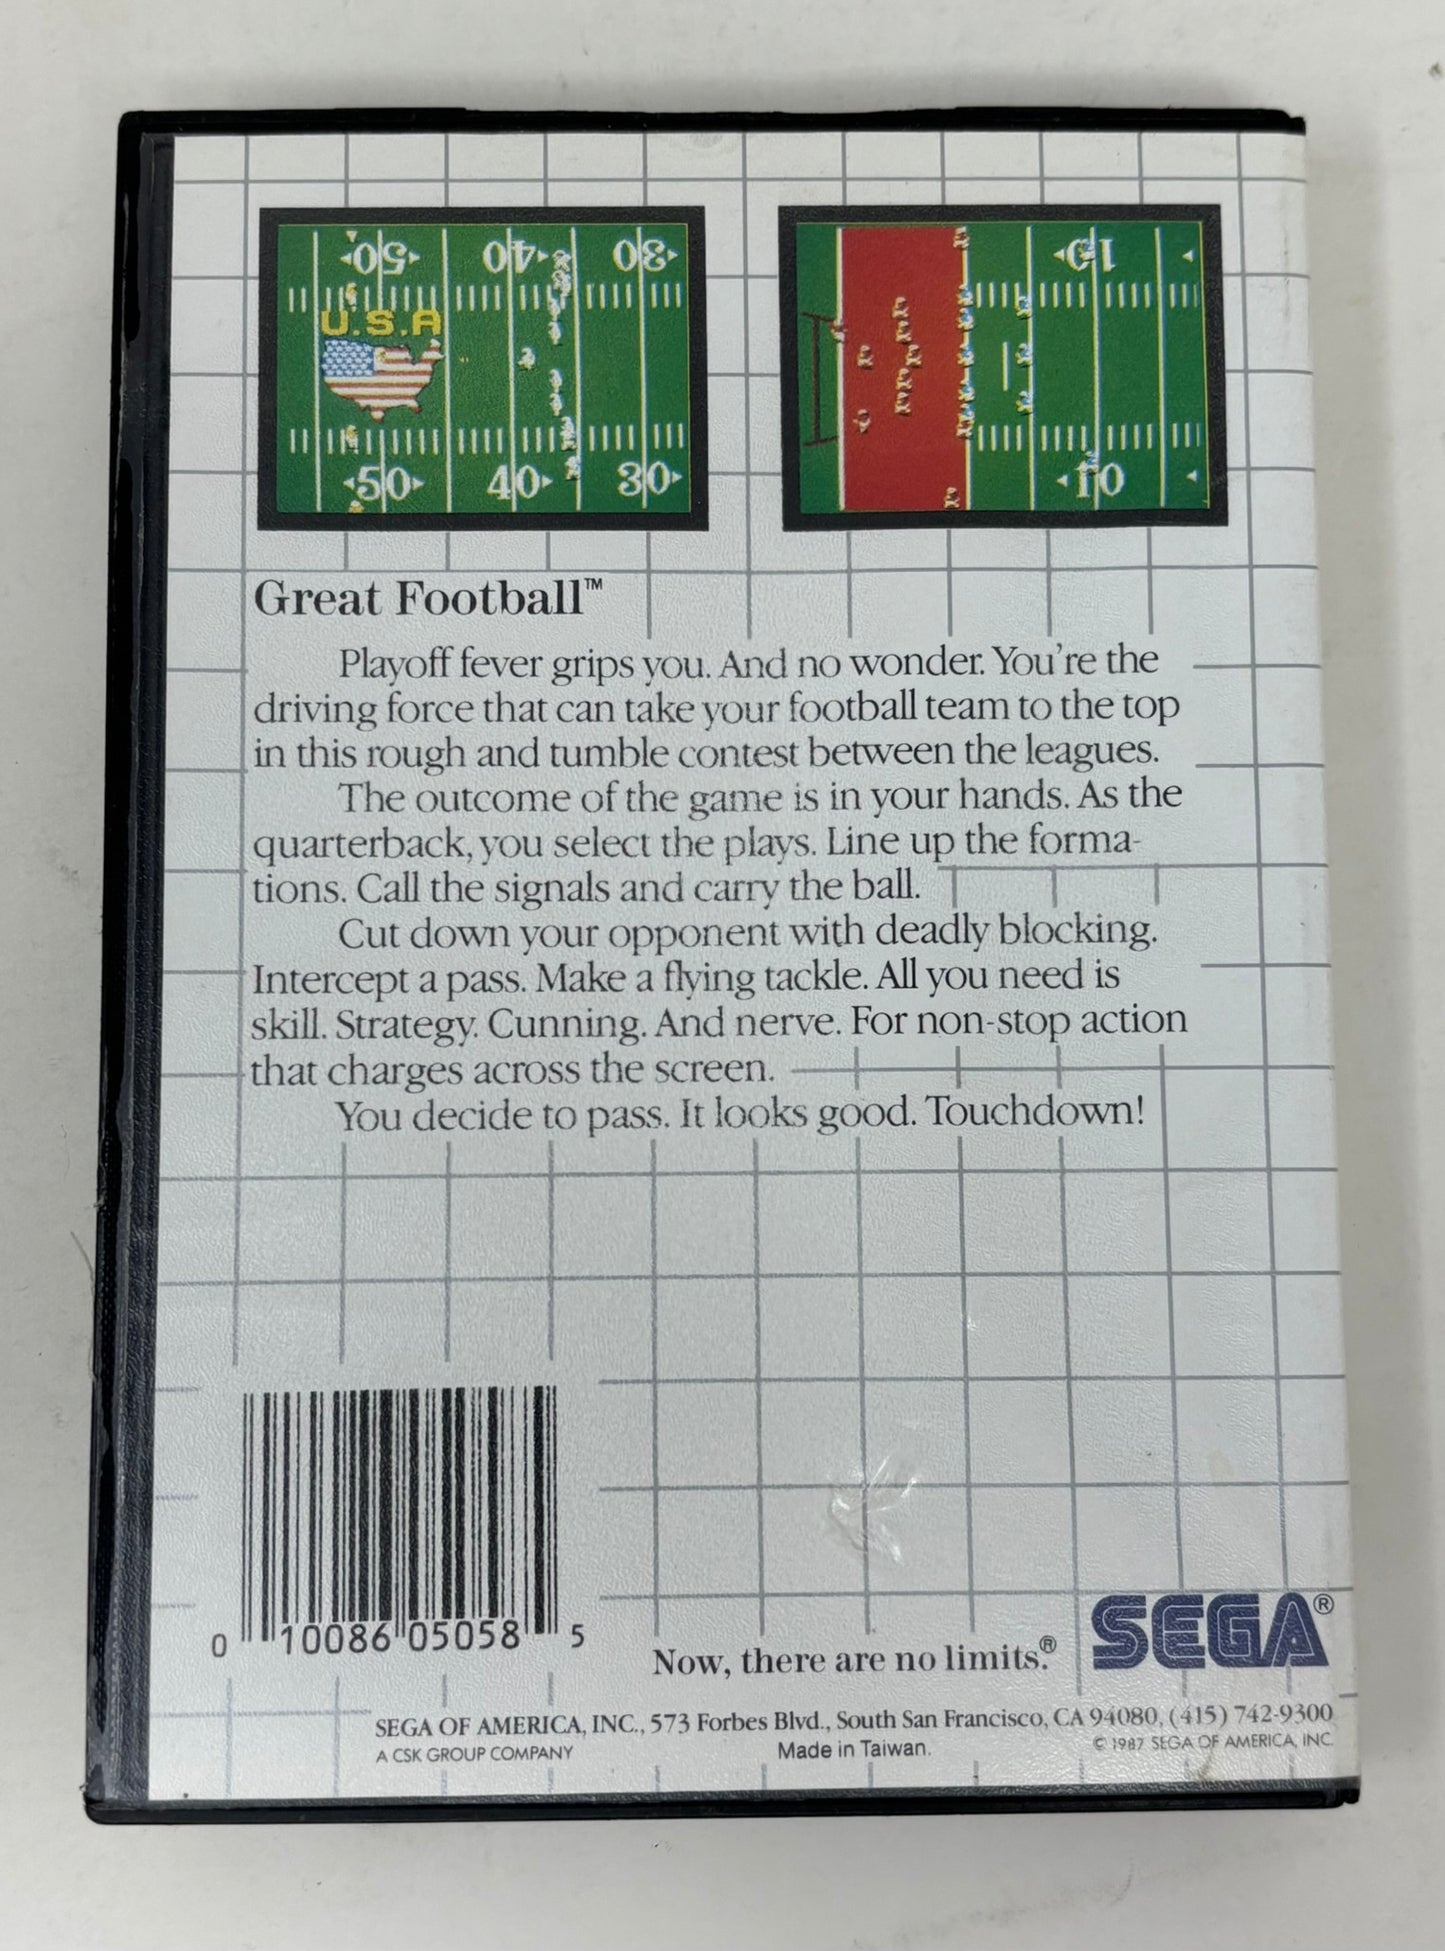 50 40 30
U.S.A
50 40 30
10
10
Great Football™
Playoff fever grips you. And no wonder. You're the
driving force that can take your football team to the top
in this rough and tumble contest between the leagues.
The outcome of the game is in your hands. As the
quarterback, you select the plays. Line up the forma-
tions. Call the signals and carry the ball.
Cut down your opponent with deadly blocking.
Intercept a pass. Make a flying tackle. All you need is
skill. Strategy. Cunning. And nerve. For non-stop action
that charges across the screen.
You decide to pass. It looks good. Touchdown!
0 10086 05058 5
Now, there are no limits.®
SEGA®
SEGA OF AMERICA, INC., 573 Forbes Blvd., South San Francisco, CA 94080, (415) 742-9300
A CSK GROUP COMPANY Made in Taiwan. © 1987 SEGA OF AMERICA, INC.